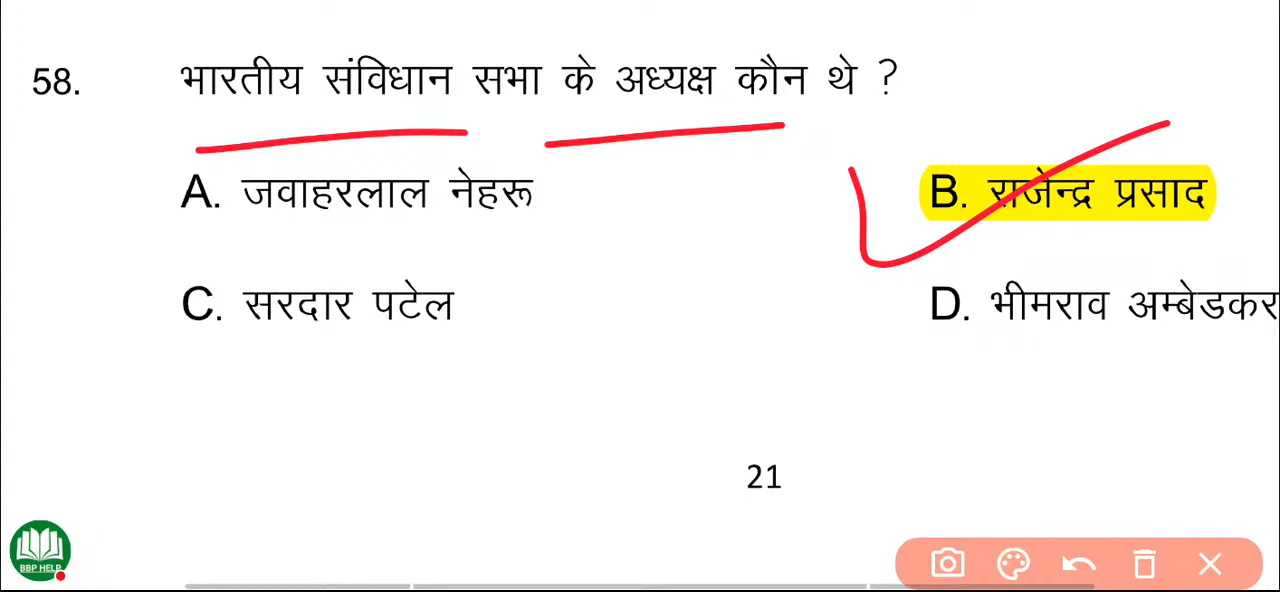 58. भारतीय संविधान सभा के अध्यक्ष कौन थे ?
A. जवाहरलाल नेहरू B. राजेन्द्र प्रसाद
C. सरदार पटेल D. भीमराव अम्बेडकर
21
BBP HELP